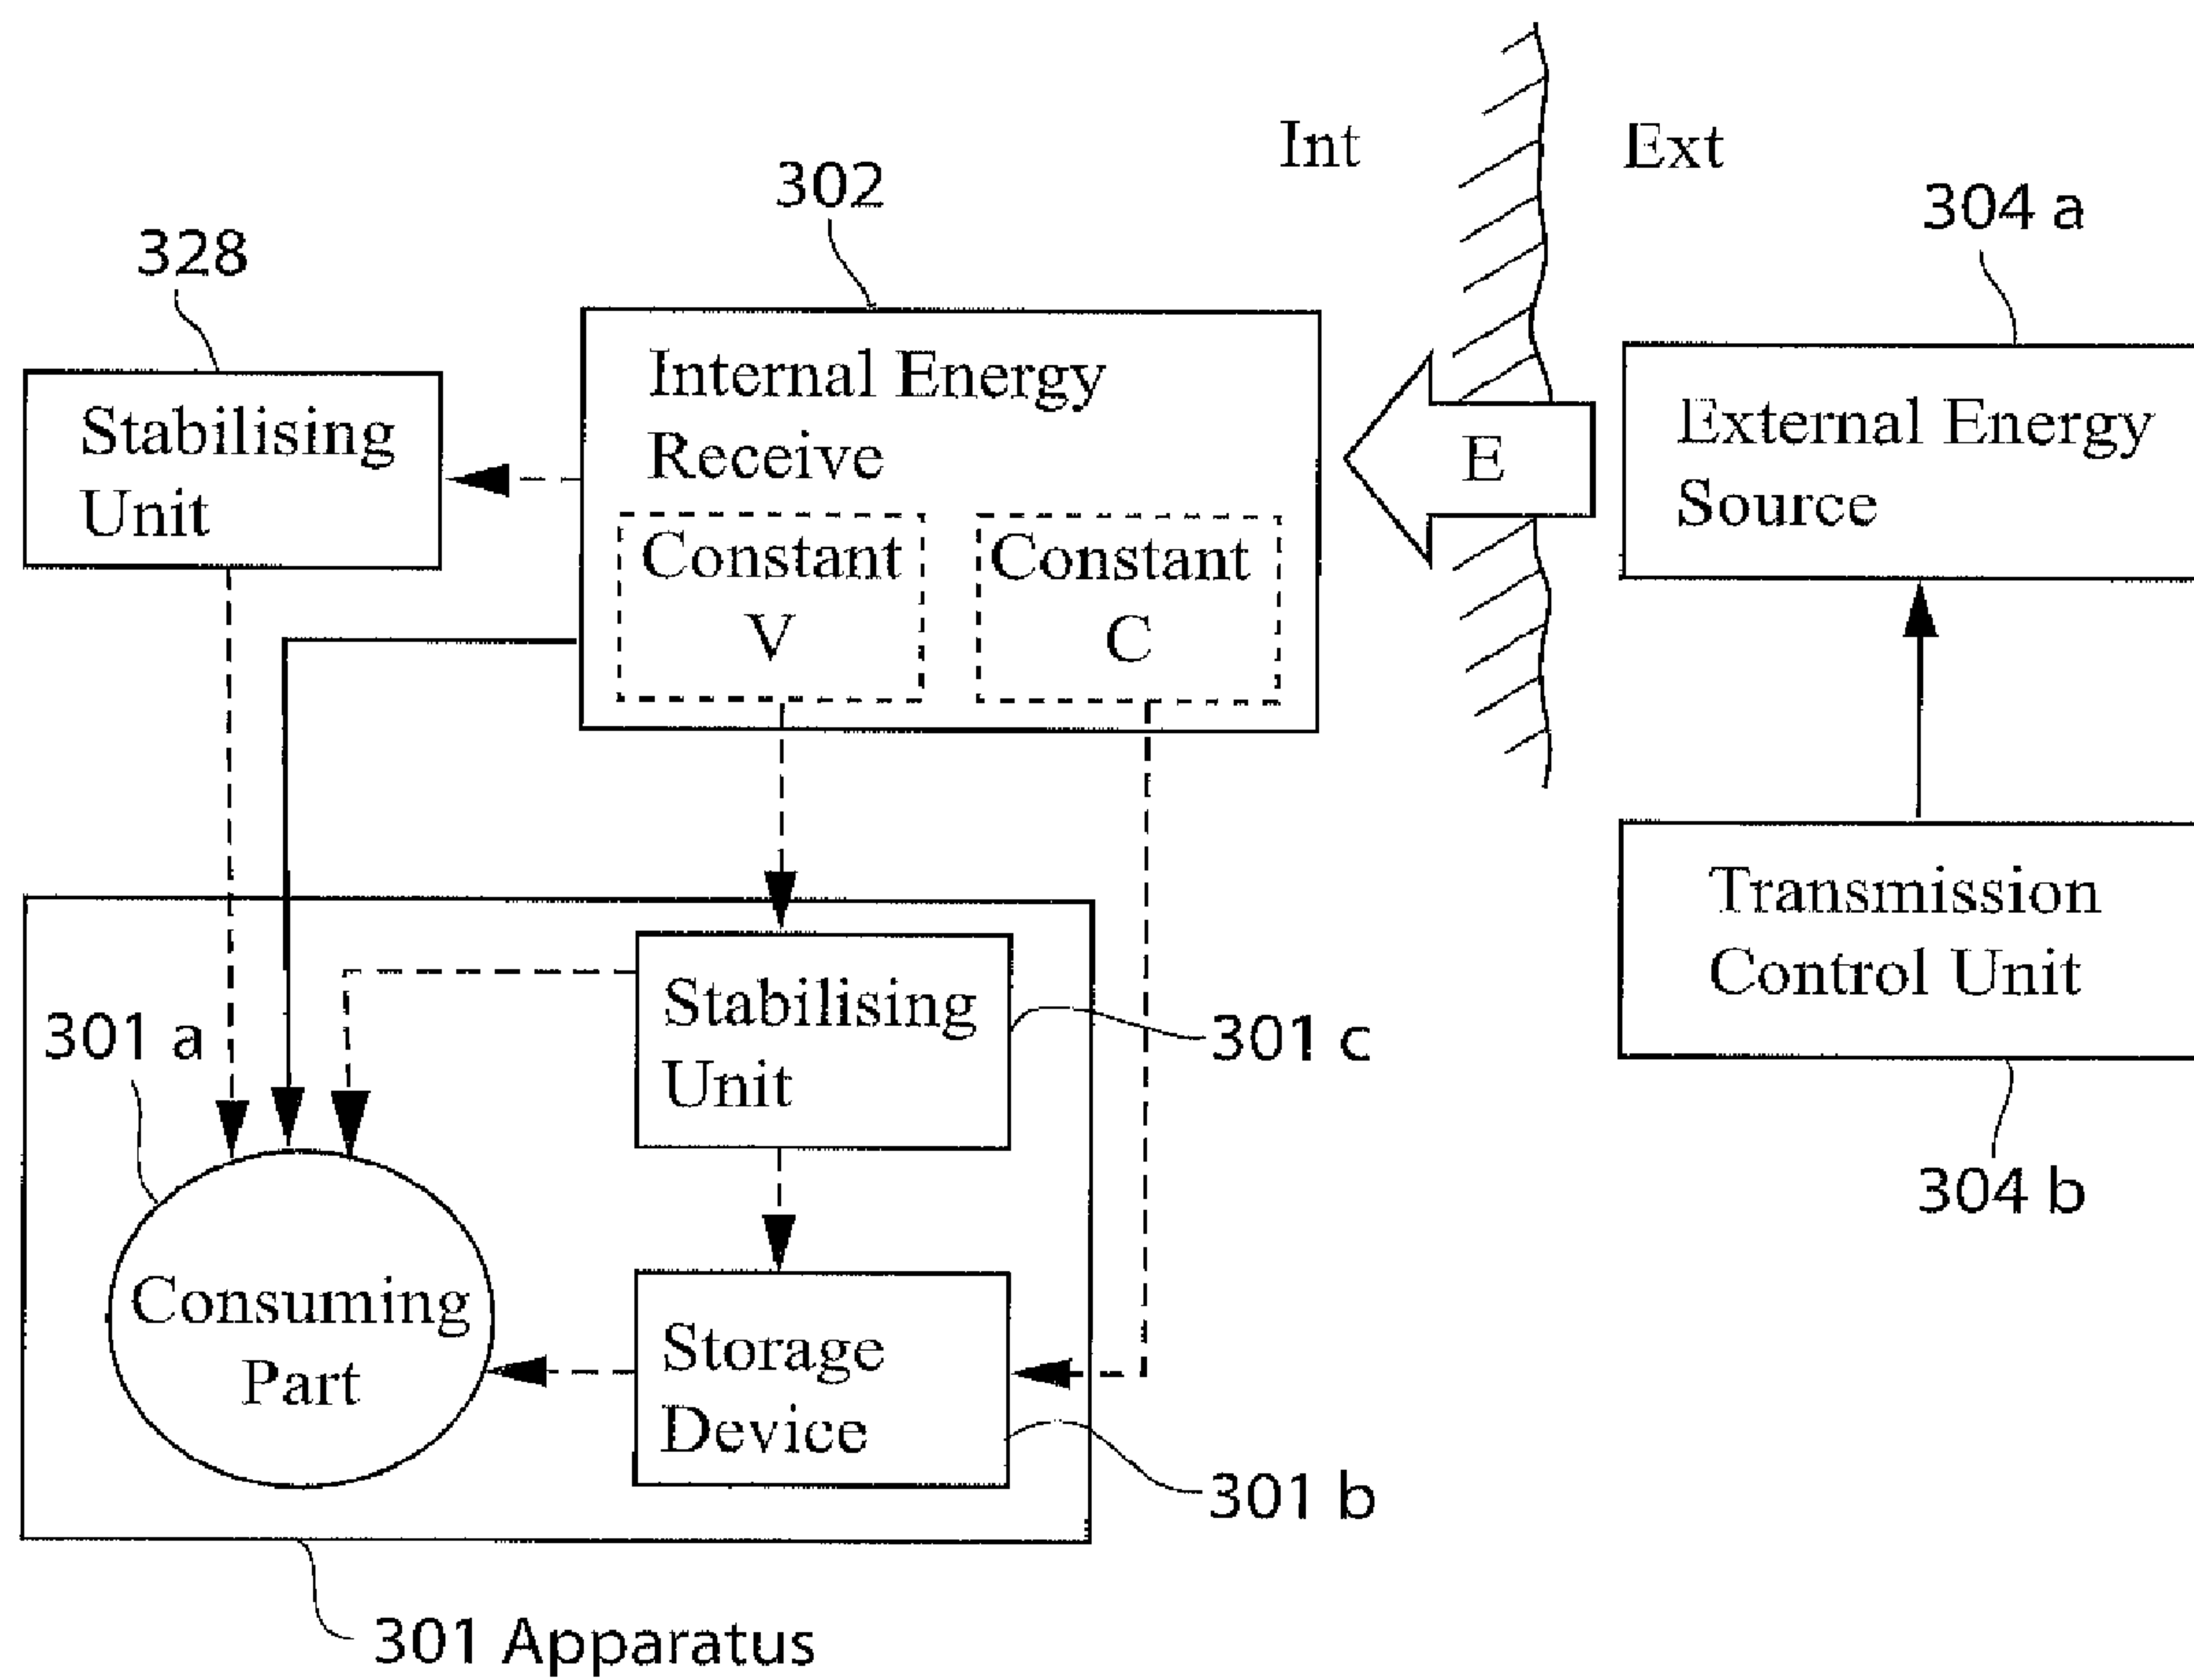 Int
Ext
302
304 a
328
Internal Energy
Receive
Stabilising
Unit
E
External Energy
Source
Constant
V
Constant
C
Transmission
Control Unit
Stabilising
Unit
301 a
301 c
304 b
Consuming
Part
Storage
Device
301 b
301 Apparatus